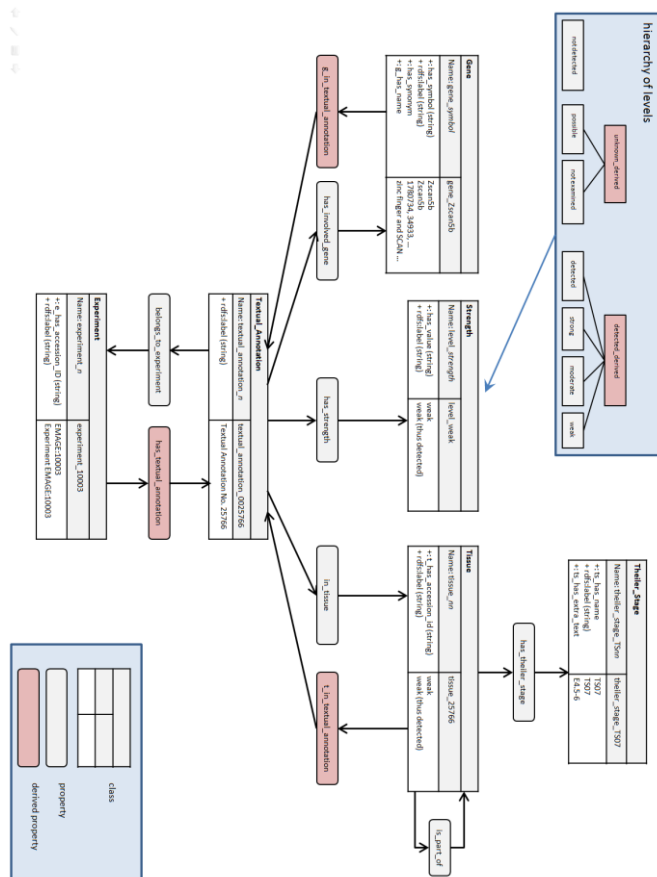 hierarchy of levels
unknown_derived
detected_derived
not detected
possible
not examined
detected
strong
moderate
weak
Theiler_Stage
Name: theiler_stage_TSnn theiler_stage_TS07
+: ts_has_name TS07
+ rdfs:label (string) TS07
+: ts_has_extra_text E4.5-6
has_theiler_stage
Gene
Name: gene_symbol gene_Zscan5b
+: has_symbol (string) Zscan5b
+ rdfs:label (string) Zscan5b
+: has_synonym 1780734, 34933, ...
+: g_has_name zinc finger and SCAN ...
Strength
Name: level_strength level_weak
+: has_value (string) weak
+ rdfs:label (string) weak (thus detected)
Tissue
Name: tissue_nn tissue_25766
+: t_has_accession_id (string) weak
+ rdfs:label (string) weak (thus detected)
is_part_of
g_in_textual_annotation
has_involved_gene
has_strength
in_tissue
t_in_textual_annotation
Textual_Annotation
Name: textual_annotation_n textual_annotation_0025766
+ rdfs:label (string) Textual Annotation No. 25766
belongs_to_experiment
has_textual_annotation
Experiment
Name: experiment_n experiment_10003
+: e_has_accession_ID (string) EMAGE:10003
+ rdfs:label (string) Experiment EMAGE:10003
class
property
derived property